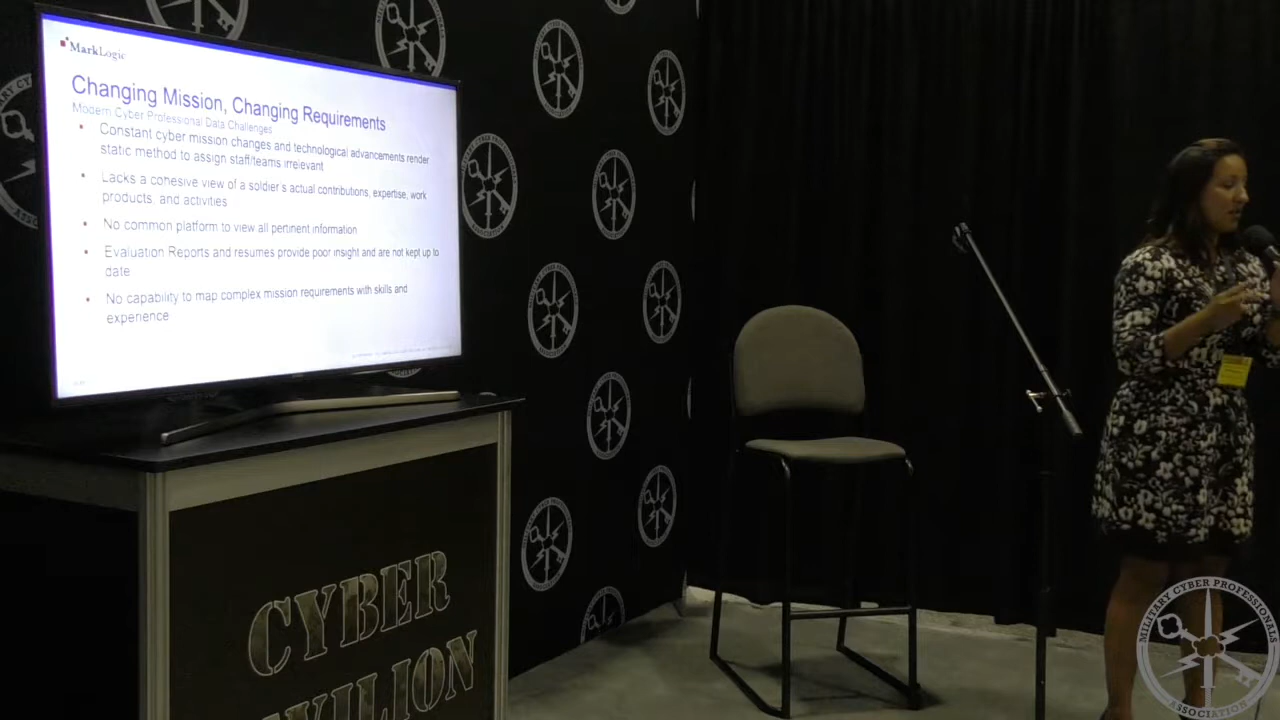 MarkLogic
Changing Mission, Changing Requirements
Modern Cyber Professional Data Challenges
• Constant cyber mission changes and technological advancements render
static method to assign staff/teams irrelevant
• Lacks a cohesive view of a soldier's actual contributions, expertise, work
products, and activities
• No common platform to view all pertinent information
• Evaluation Reports and resumes provide poor insight and are not kept up to
date
• No capability to map complex mission requirements with skills and
experience
CYBER
PAVILION
MILITARY CYBER PROFESSIONALS
ASSOCIATION